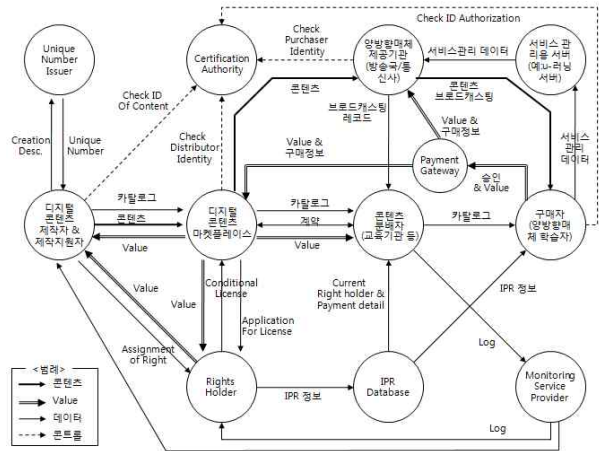 Check ID Authorization
Unique
Number
Issuer
Certification
Authority
Check
Purchaser
Identity
양방향매체
제공기관
(방송국/통
신사)
서비스관리 데이터
서비스 관
리용 서버
(예:u-러닝
서버)
Check ID
Of Content
콘텐츠
콘텐츠
브로드캐스팅
Creation
Desc.
Unique
Number
Check
Distributor
Identity
브로드캐스팅
레코드
Value &
구매정보
Value &
구매정보
Payment
Gateway
서비스
관리
데이터
승인
& Value
디지털
콘텐츠
제작자 &
제작지원자
카탈로그
콘텐츠
Value
디지털
콘텐츠
마켓플레이스
카탈로그
계약
Value
콘텐츠
분배자
(교육기관 등)
카탈로그
구매자
(양방향매
체 학습자)
Value
Value
Conditional
License
Current
Right holder &
Payment detail
IPR 정보
Application
For License
Assignment
of Right
Log
<범례>
콘텐츠
Value
데이터
콘트롤
Rights
Holder
IPR 정보
IPR
Database
Monitoring
Service
Provider
Log